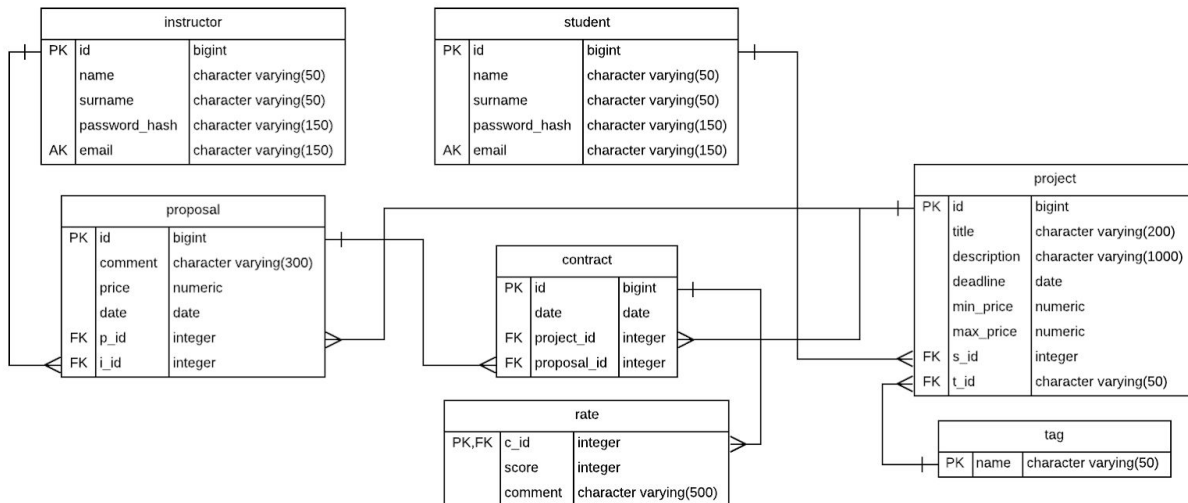 instructor
PK id bigint
name character varying(50)
surname character varying(50)
password_hash character varying(150)
AK email character varying(150)
student
PK id bigint
name character varying(50)
surname character varying(50)
password_hash character varying(150)
AK email character varying(150)
project
PK id bigint
title character varying(200)
description character varying(1000)
deadline date
min_price numeric
max_price numeric
FK s_id integer
FK t_id character varying(50)
proposal
PK id bigint
comment character varying(300)
price numeric
date date
FK p_id integer
FK i_id integer
contract
PK id bigint
date date
FK project_id integer
FK proposal_id integer
rate
PK,FK c_id integer
score integer
comment character varying(500)
tag
PK name character varying(50)